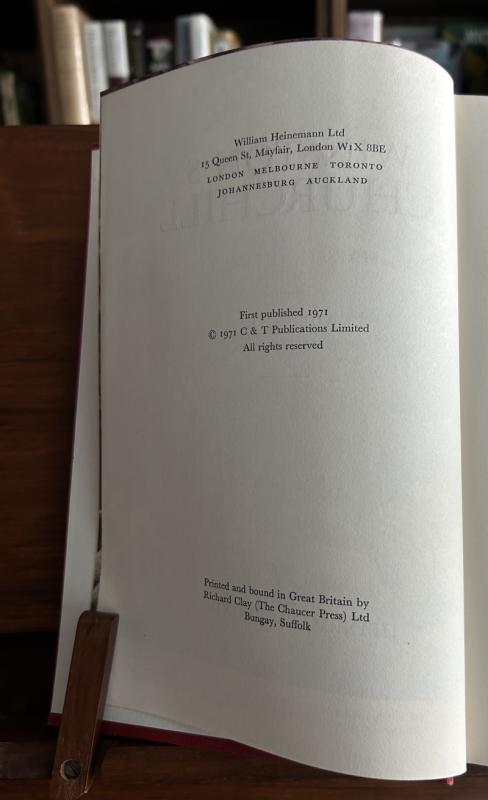 William Heinemann Ltd
15 Queen St, Mayfair, London W1X 8BE
LONDON MELBOURNE TORONTO
JOHANNESBURG AUCKLAND
First published 1971
© 1971 C & T Publications Limited
All rights reserved
Printed and bound in Great Britain by
Richard Clay (The Chaucer Press) Ltd
Bungay, Suffolk